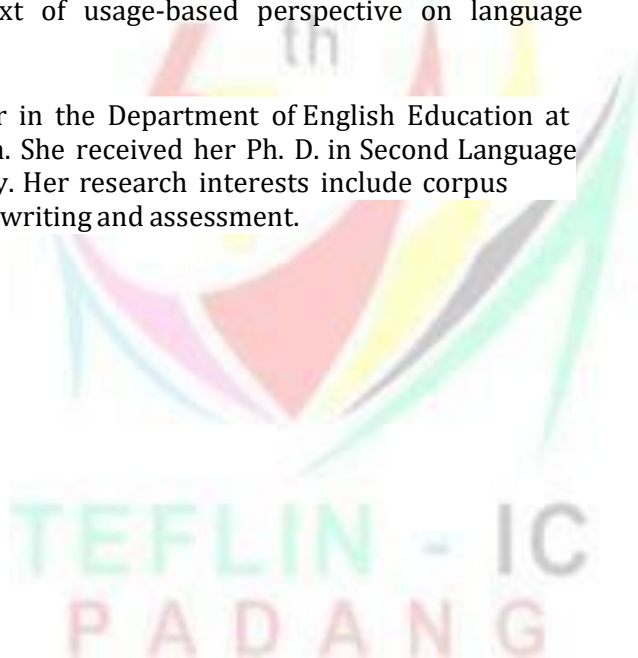 xt of usage-based perspective on language
th
r in the Department of English Education at
n. She received her Ph. D. in Second Language
y. Her research interests include corpus
writing and assessment.
TEFLIN - IC
PADANG